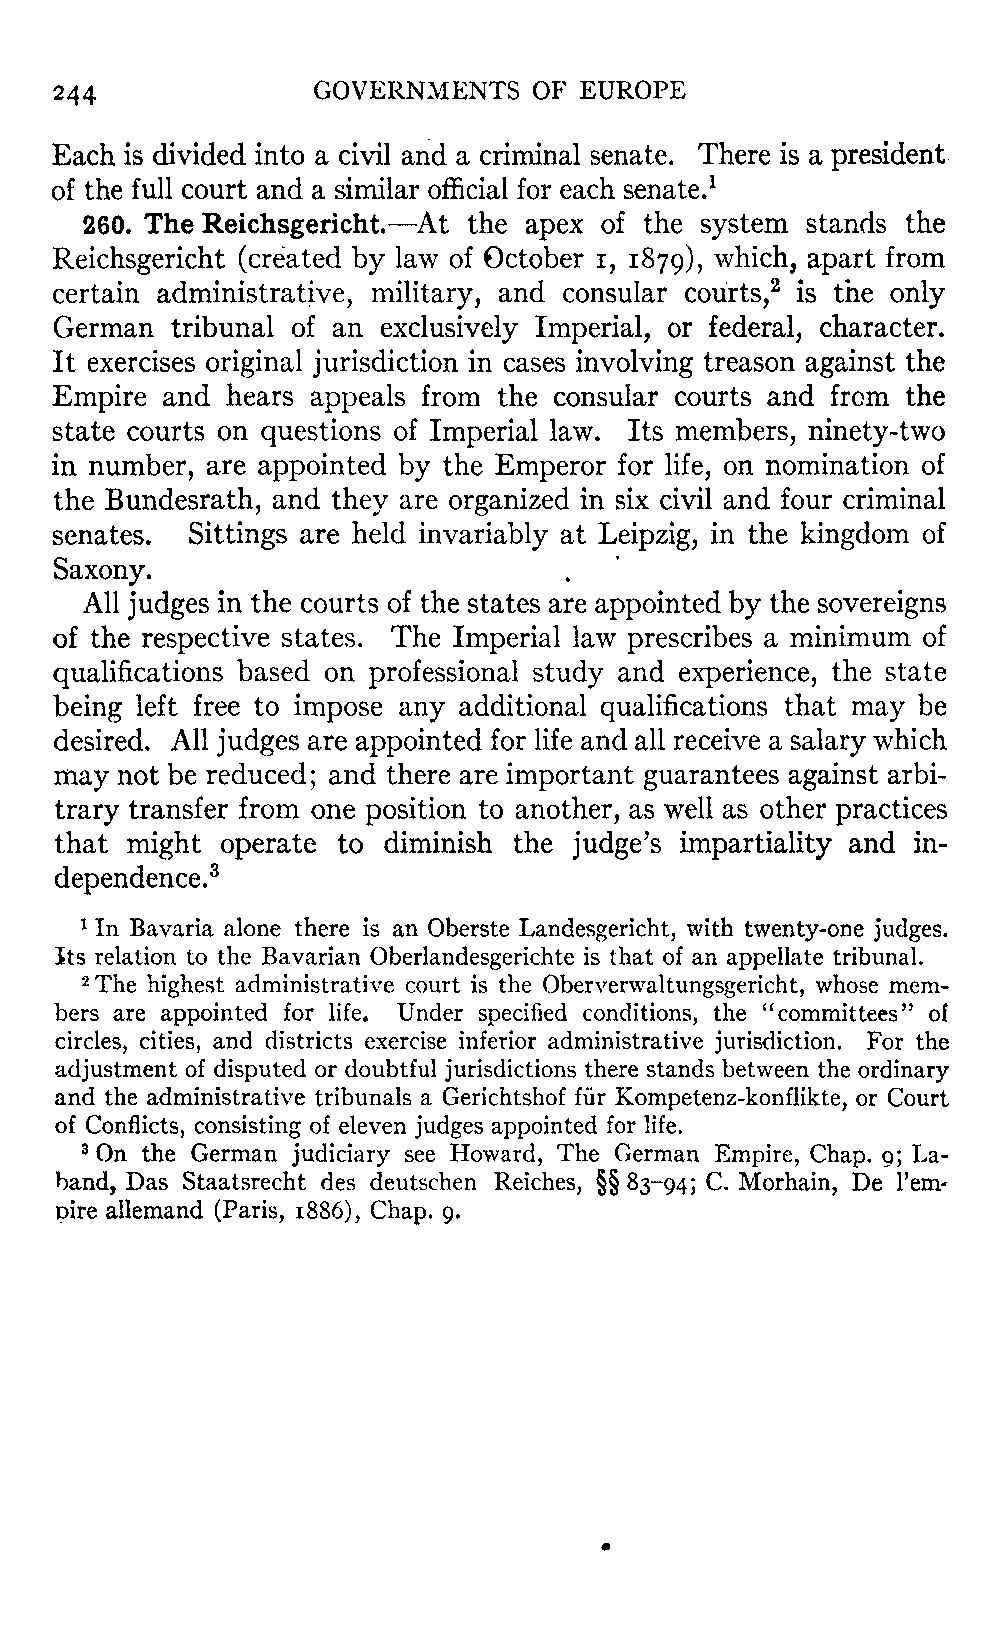 244 GOVERNMENTS OF EUROPE
Each is divided into a civil and a criminal senate. There is a president
of the full court and a similar official for each senate.¹
260. The Reichsgericht.—At the apex of the system stands the
Reichsgericht (created by law of October 1, 1879), which, apart from
certain administrative, military, and consular courts,² is the only
German tribunal of an exclusively Imperial, or federal, character.
It exercises original jurisdiction in cases involving treason against the
Empire and hears appeals from the consular courts and from the
state courts on questions of Imperial law. Its members, ninety-two
in number, are appointed by the Emperor for life, on nomination of
the Bundesrath, and they are organized in six civil and four criminal
senates. Sittings are held invariably at Leipzig, in the kingdom of
Saxony.
All judges in the courts of the states are appointed by the sovereigns
of the respective states. The Imperial law prescribes a minimum of
qualifications based on professional study and experience, the state
being left free to impose any additional qualifications that may be
desired. All judges are appointed for life and all receive a salary which
may not be reduced; and there are important guarantees against arbi-
trary transfer from one position to another, as well as other practices
that might operate to diminish the judge's impartiality and in-
dependence.³
¹ In Bavaria alone there is an Oberste Landesgericht, with twenty-one judges.
Its relation to the Bavarian Oberlandesgerichte is that of an appellate tribunal.
² The highest administrative court is the Oberverwaltungsgericht, whose mem-
bers are appointed for life. Under specified conditions, the "committees" of
circles, cities, and districts exercise inferior administrative jurisdiction. For the
adjustment of disputed or doubtful jurisdictions there stands between the ordinary
and the administrative tribunals a Gerichtshof für Kompetenz-konflikte, or Court
of Conflicts, consisting of eleven judges appointed for life.
³ On the German judiciary see Howard, The German Empire, Chap. 9; La-
band, Das Staatsrecht des deutschen Reiches, §§ 83–94; C. Morhain, De l'em-
pire allemand (Paris, 1886), Chap. 9.